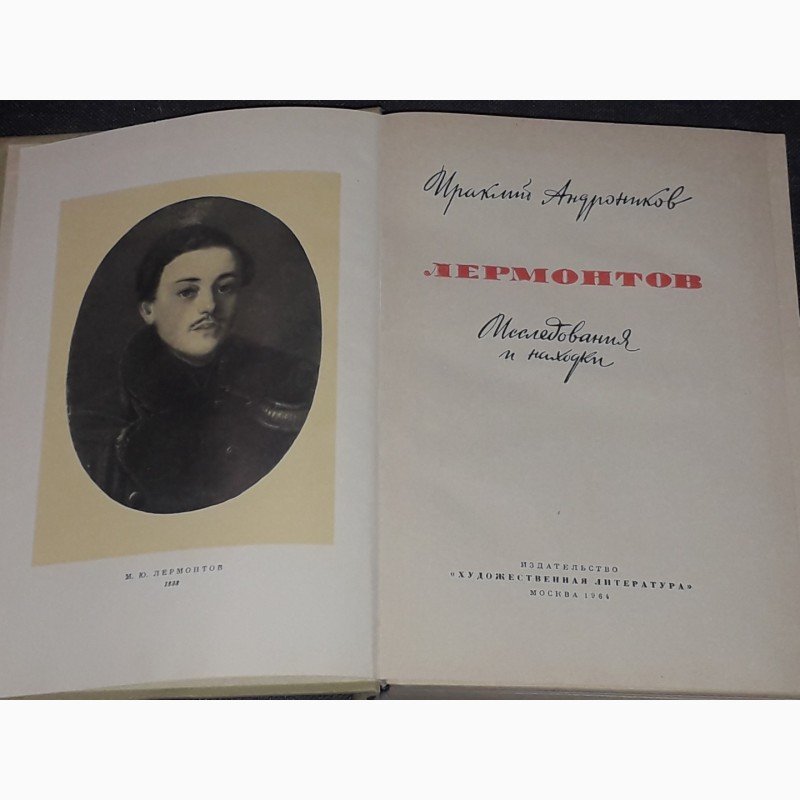 М. Ю. ЛЕРМОНТОВ
1838
Ираклий Андроников
ЛЕРМОНТОВ
Исследования
и находки
ИЗДАТЕЛЬСТВО
«ХУДОЖЕСТВЕННАЯ ЛИТЕРАТУРА»
МОСКВА 1964